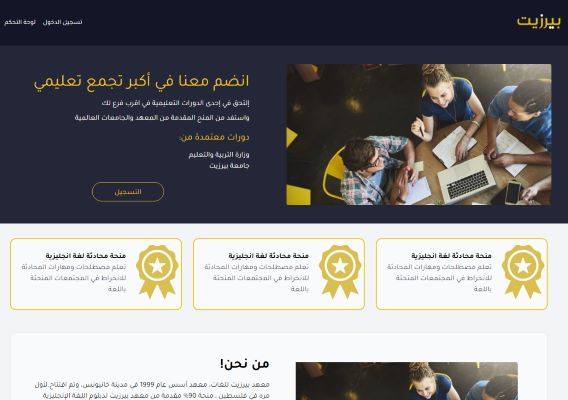 بيرزيت
تسجيل الدخول
لوحة التحكم
انضم معنا في أكبر تجمع تعليمي
إلتحق في إحدى الدورات التعليمية في اقرب فرع لك
واستفد من المنح المقدمة من المعهد والجامعات العالمية
دورات معتمدة من:
وزارة التربية والتعليم
جامعة بيرزيت
التسجيل
منحة محادثة لغة انجليزية
تعلم مصطلحات ومهارات المحادثة
للانخراط في المجتمعات المتحثة
باللغة
منحة محادثة لغة انجليزية
تعلم مصطلحات ومهارات المحادثة
للانخراط في المجتمعات المتحثة
باللغة
منحة محادثة لغة انجليزية
تعلم مصطلحات ومهارات المحادثة
للانخراط في المجتمعات المتحثة
باللغة
من نحن!
معهد بيرزيت للغات، معهد أسس عام 1999 في مدينة خانيونس، وتم افتتاح لأول
مره في فلسطين ، منحة 90% مقدمة من معهد بيرزيت لدبلوم اللغة الإنجليزية